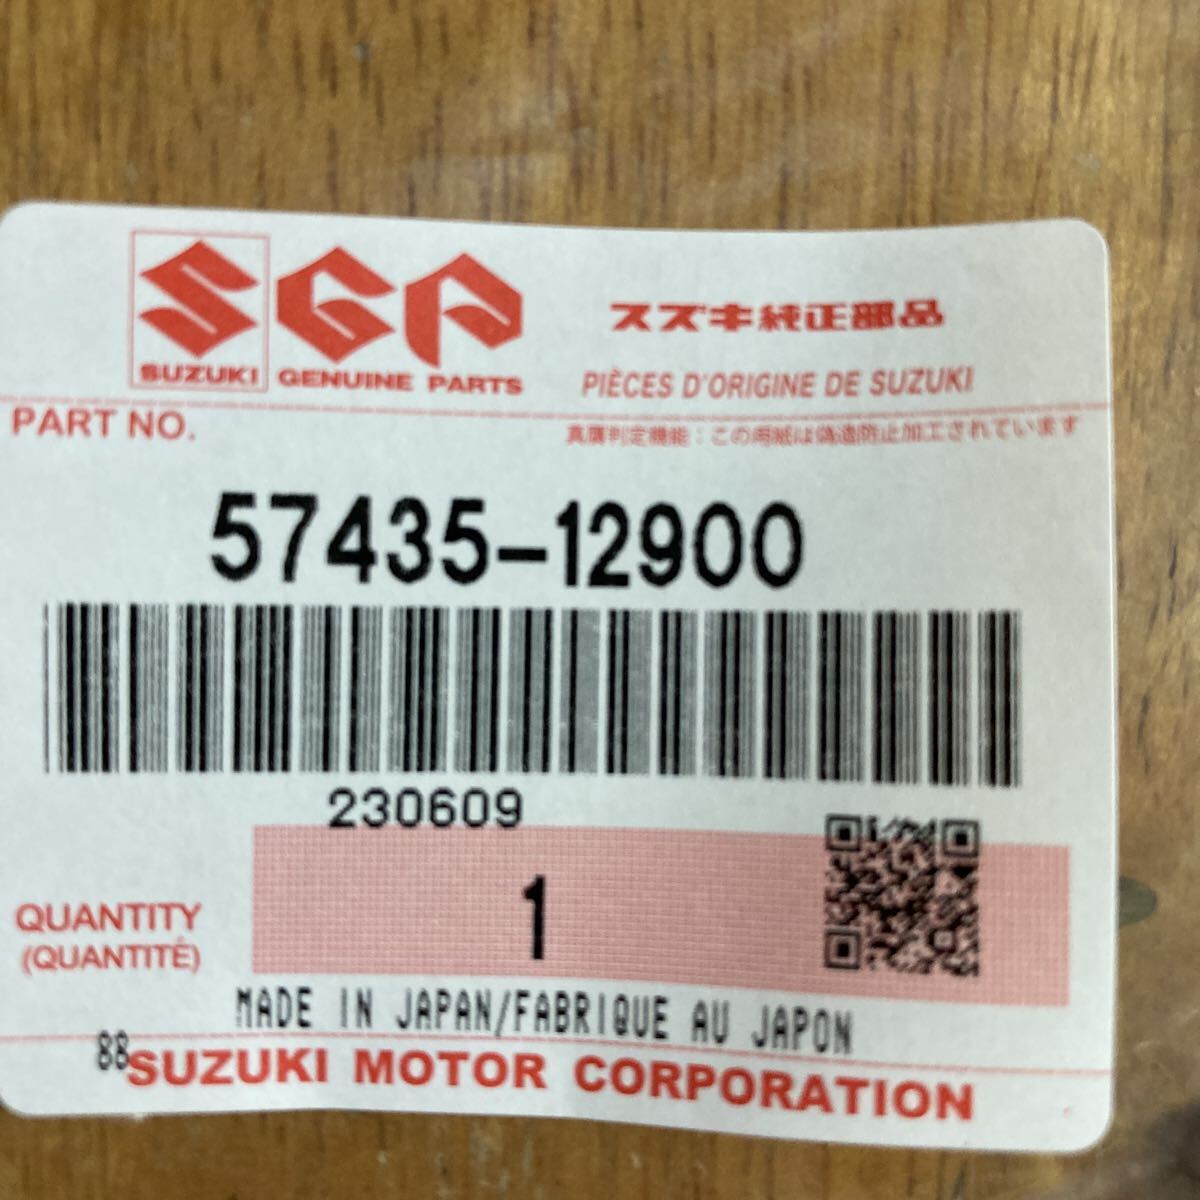 SGP
SUZUKI GENUINE PARTS
スズキ純正部品
PIÈCES D'ORIGINE DE SUZUKI
PART NO.
真贋判定機能：この用紙は偽造防止加工されています
57435-12900
230609
QUANTITY
(QUANTITÉ)
1
MADE IN JAPAN/FABRIQUE AU JAPON
88
SUZUKI MOTOR CORPORATION